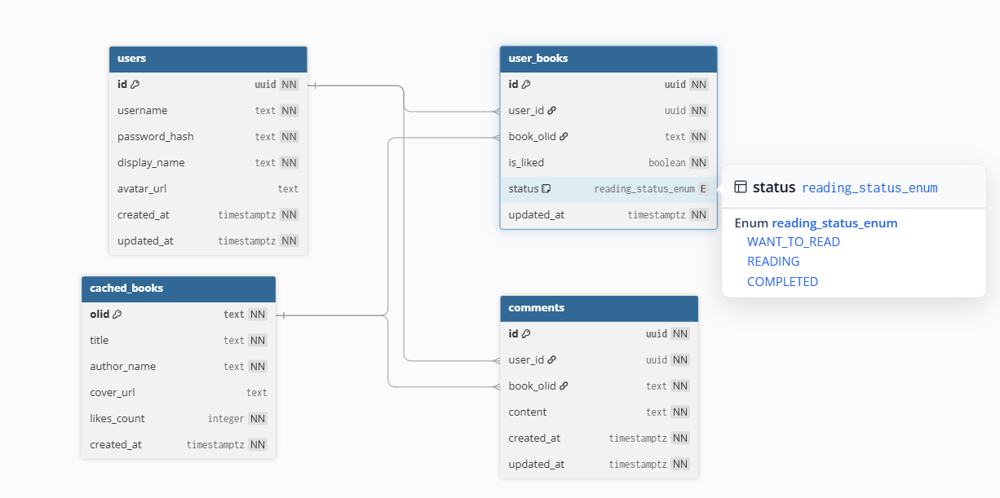 users
id uuid NN
username text NN
password_hash text NN
display_name text NN
avatar_url text
created_at timestamptz NN
updated_at timestamptz NN
user_books
id uuid NN
user_id uuid NN
book_olid text NN
is_liked boolean NN
status reading_status_enum E
updated_at timestamptz NN
status reading_status_enum
Enum reading_status_enum
WANT_TO_READ
READING
COMPLETED
cached_books
olid text NN
title text NN
author_name text NN
cover_url text
likes_count integer NN
created_at timestamptz NN
comments
id uuid NN
user_id uuid NN
book_olid text NN
content text NN
created_at timestamptz NN
updated_at timestamptz NN